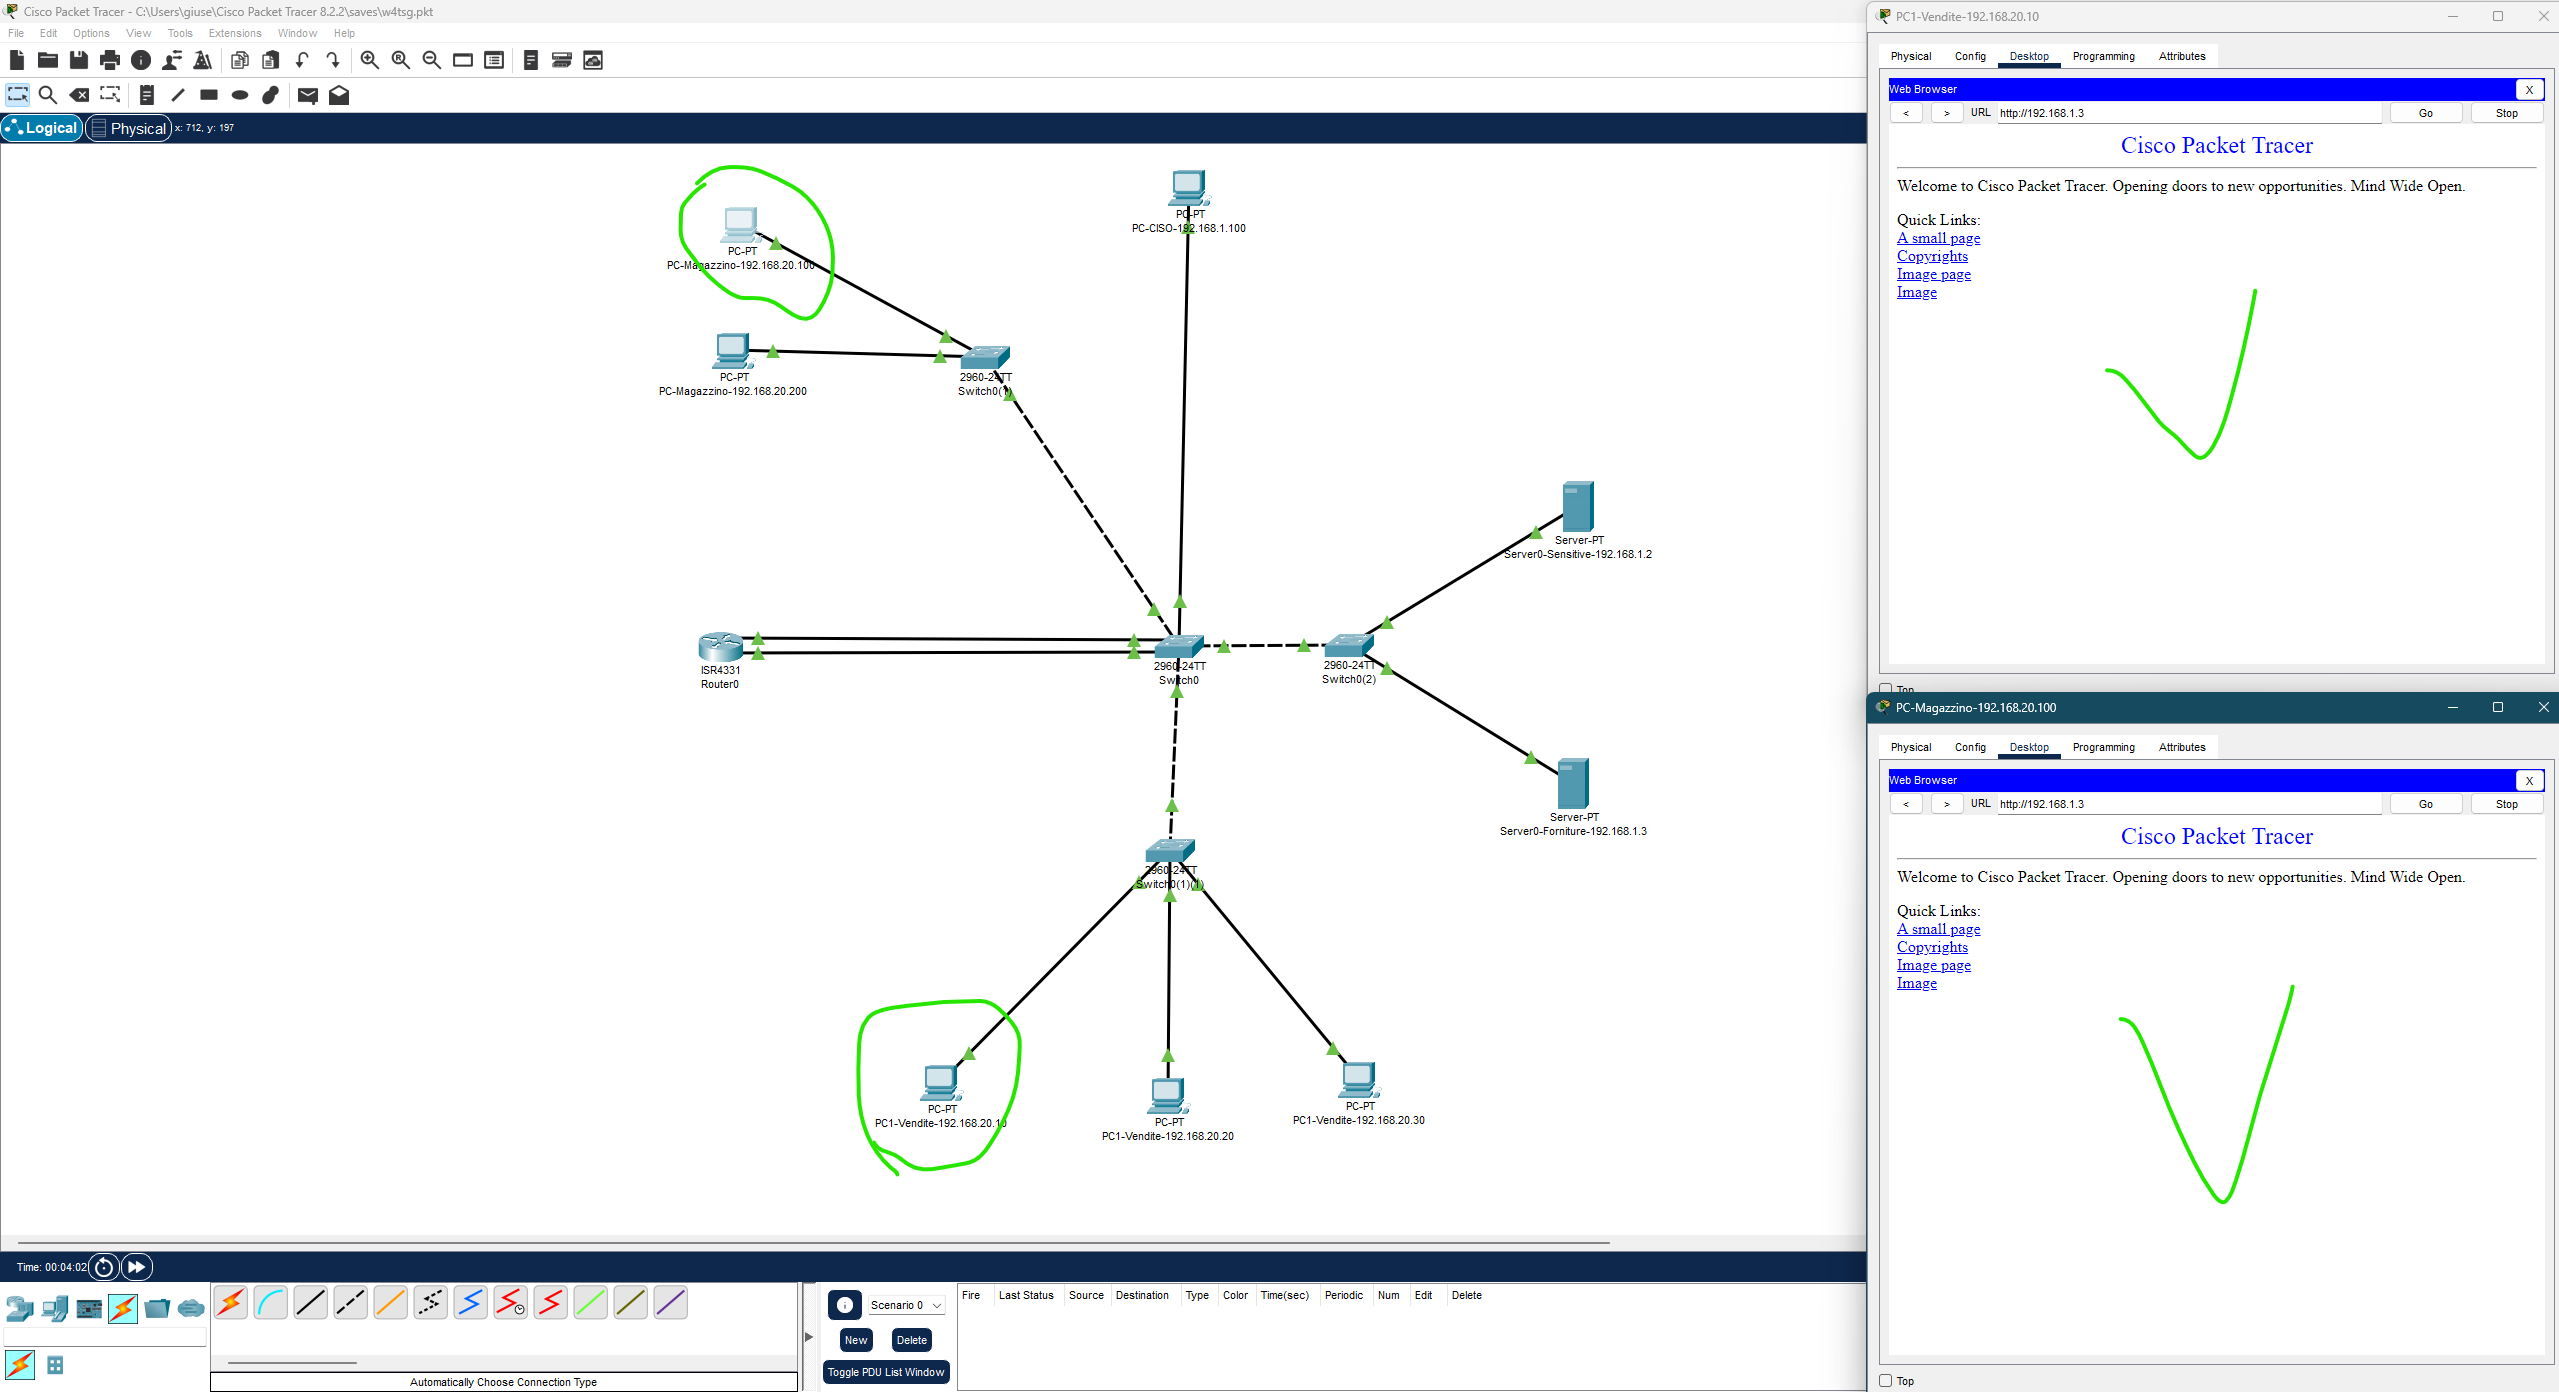 Cisco Packet Tracer - C:\Users\giuse\Cisco Packet Tracer 8.2.2\saves\w4tsg.pkt
File Edit Options View Tools Extensions Window Help
Logical Physical x: 712, y: 197
PC-PT
PC-Magazzino-192.168.20.100
PC-PT
PC-CISO-192.168.1.100
PC-PT
PC-Magazzino-192.168.20.200
2960-24TT
Switch0(1)
Server-PT
Server0-Sensitive-192.168.1.2
ISR4331
Router0
2960-24TT
Switch0
2960-24TT
Switch0(2)
Server-PT
Server0-Forniture-192.168.1.3
2960-24TT
Switch0(1)(1)
PC-PT
PC1-Vendite-192.168.20.10
PC-PT
PC1-Vendite-192.168.20.20
PC-PT
PC1-Vendite-192.168.20.30
Time: 00:04:02
Automatically Choose Connection Type
Scenario 0
New Delete
Toggle PDU List Window
Fire Last Status Source Destination Type Color Time(sec) Periodic Num Edit Delete
PC1-Vendite-192.168.20.10
Physical Config Desktop Programming Attributes
Web Browser X
< > URL http://192.168.1.3 Go Stop
Cisco Packet Tracer
Welcome to Cisco Packet Tracer. Opening doors to new opportunities. Mind Wide Open.
Quick Links:
A small page
Copyrights
Image page
Image
Top
PC-Magazzino-192.168.20.100
Physical Config Desktop Programming Attributes
Web Browser X
< > URL http://192.168.1.3 Go Stop
Cisco Packet Tracer
Welcome to Cisco Packet Tracer. Opening doors to new opportunities. Mind Wide Open.
Quick Links:
A small page
Copyrights
Image page
Image
Top